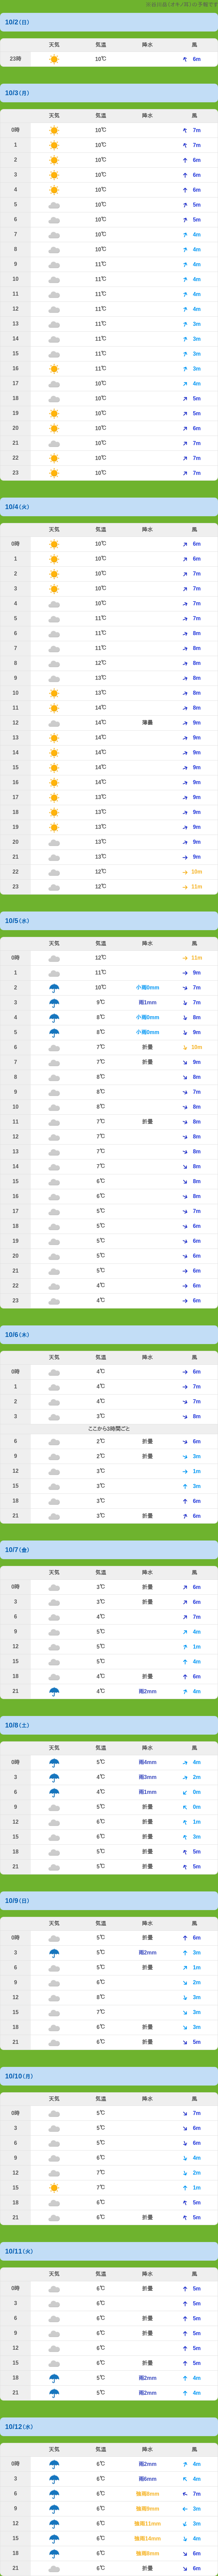 10/2(日)
天気 気温 降水 風
23時 10℃ 6m
10/3(月)
天気 気温 降水 風
0時 10℃ 7m
1 10℃ 7m
2 10℃ 6m
3 10℃ 6m
4 10℃ 6m
5 10℃ 5m
6 10℃ 5m
7 10℃ 4m
8 10℃ 4m
9 11℃ 4m
10 11℃ 4m
11 11℃ 4m
12 11℃ 4m
13 11℃ 3m
14 11℃ 3m
15 11℃ 3m
16 11℃ 3m
17 10℃ 4m
18 10℃ 5m
19 10℃ 5m
20 10℃ 6m
21 10℃ 7m
22 10℃ 7m
23 10℃ 7m
10/4(火)
天気 気温 降水 風
0時 10℃ 6m
1 10℃ 6m
2 10℃ 7m
3 10℃ 7m
4 10℃ 7m
5 11℃ 7m
6 11℃ 8m
7 11℃ 8m
8 12℃ 8m
9 13℃ 8m
10 13℃ 8m
11 14℃ 8m
12 14℃ 薄曇 9m
13 14℃ 9m
14 14℃ 9m
15 14℃ 9m
16 14℃ 9m
17 13℃ 9m
18 13℃ 9m
19 13℃ 9m
20 13℃ 9m
21 13℃ 9m
22 12℃ 10m
23 12℃ 11m
10/5(水)
天気 気温 降水 風
0時 12℃ 11m
1 11℃ 9m
2 10℃ 小雨0mm 7m
3 9℃ 雨1mm 7m
4 8℃ 小雨0mm 8m
5 8℃ 小雨0mm 9m
6 7℃ 折曇 10m
7 7℃ 折曇 9m
8 8℃ 8m
9 8℃ 7m
10 8℃ 8m
11 7℃ 折曇 8m
12 7℃ 8m
13 7℃ 8m
14 7℃ 8m
15 6℃ 8m
16 6℃ 8m
17 5℃ 7m
18 5℃ 6m
19 5℃ 6m
20 5℃ 6m
21 5℃ 6m
22 4℃ 6m
23 4℃ 6m
10/6(木)
天気 気温 降水 風
0時 4℃ 6m
1 4℃ 7m
2 4℃ 7m
3 3℃ 8m
ここから3時間ごと
6 2℃ 折曇 6m
9 2℃ 折曇 3m
12 3℃ 1m
15 3℃ 3m
18 3℃ 6m
21 3℃ 折曇 6m
10/7(金)
天気 気温 降水 風
0時 3℃ 折曇 6m
3 3℃ 折曇 6m
6 4℃ 7m
9 5℃ 4m
12 5℃ 1m
15 5℃ 4m
18 4℃ 折曇 6m
21 4℃ 雨2mm 4m
10/8(土)
天気 気温 降水 風
0時 5℃ 雨4mm 4m
3 4℃ 雨3mm 2m
6 4℃ 雨1mm 0m
9 5℃ 折曇 0m
12 6℃ 折曇 1m
15 6℃ 折曇 3m
18 5℃ 折曇 5m
21 5℃ 折曇 5m
10/9(日)
天気 気温 降水 風
0時 5℃ 折曇 6m
3 5℃ 雨2mm 3m
6 5℃ 折曇 1m
9 6℃ 2m
12 8℃ 3m
15 7℃ 3m
18 6℃ 折曇 3m
21 6℃ 折曇 5m
10/10(月)
天気 気温 降水 風
0時 5℃ 7m
3 5℃ 6m
6 5℃ 6m
9 6℃ 4m
12 7℃ 2m
15 7℃ 1m
18 6℃ 5m
21 6℃ 折曇 5m
10/11(火)
天気 気温 降水 風
0時 6℃ 折曇 5m
3 6℃ 5m
6 6℃ 折曇 5m
9 6℃ 折曇 5m
12 6℃ 5m
15 6℃ 折曇 5m
18 5℃ 雨2mm 4m
21 5℃ 雨2mm 4m
10/12(水)
天気 気温 降水 風
0時 6℃ 雨2mm 4m
3 6℃ 雨6mm 4m
6 6℃ 強雨8mm 7m
9 6℃ 強雨8mm 3m
12 6℃ 強雨11mm 3m
15 6℃ 強雨14mm 4m
18 6℃ 強雨8mm 6m
21 6℃ 折曇 6m